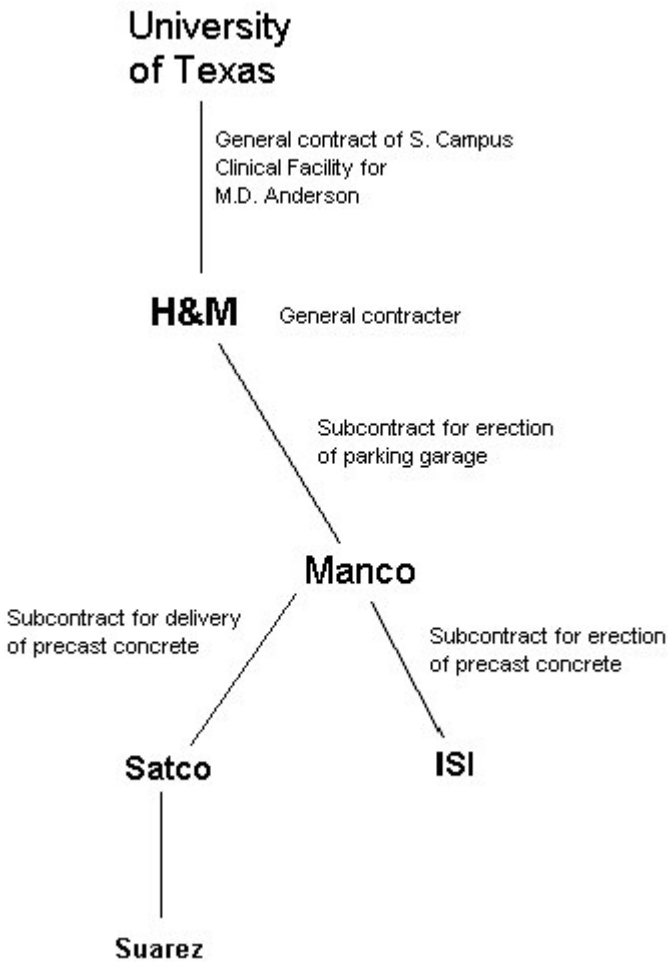 University
of Texas
General contract of S. Campus
Clinical Facility for
M.D. Anderson
H&M
General contracter
Subcontract for erection
of parking garage
Manco
Subcontract for delivery
of precast concrete
Subcontract for erection
of precast concrete
Satco
ISI
Suarez